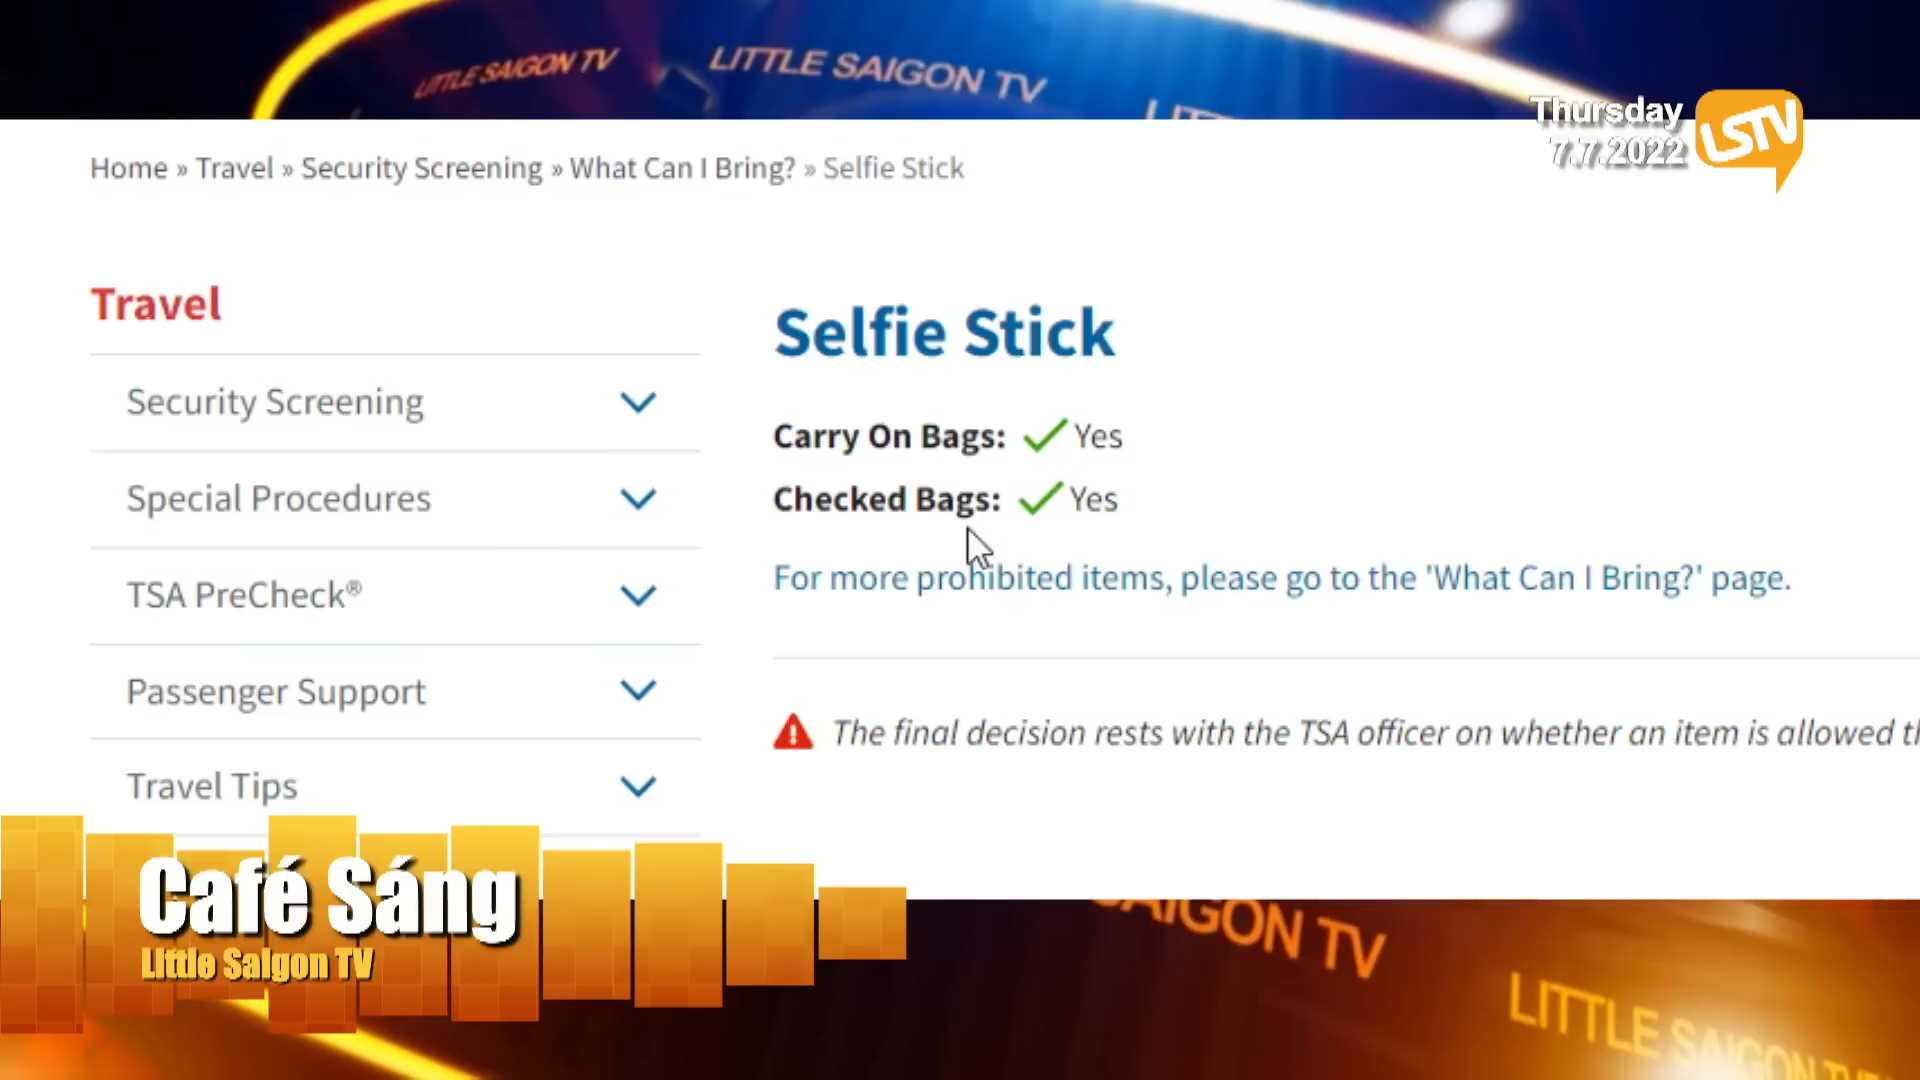 LITTLE SAIGON TV
LITTLE SAIGON TV
Thursday
7.7.2022
LSTV
Home » Travel » Security Screening » What Can I Bring? » Selfie Stick
Travel
Security Screening
Special Procedures
TSA PreCheck®
Passenger Support
Travel Tips
Selfie Stick
Carry On Bags: Yes
Checked Bags: Yes
For more prohibited items, please go to the 'What Can I Bring?' page.
The final decision rests with the TSA officer on whether an item is allowed
Café Sáng
Little Saigon TV
SAIGON TV
LITTLE SAIGON TV